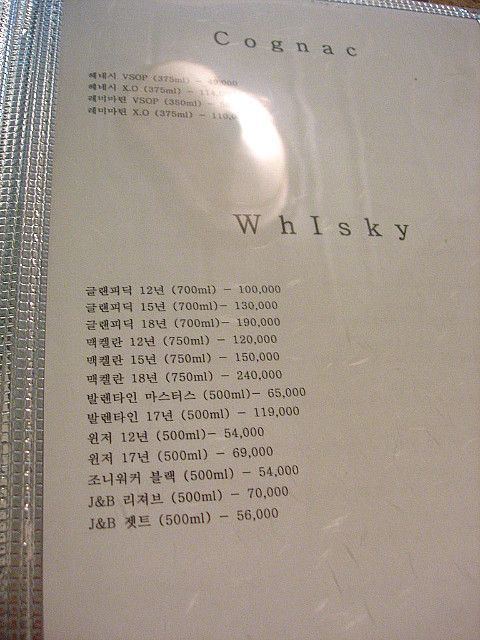 Cognac
헤네시 VSOP (375ml) - 49,000
헤네시 X.O (375ml) -
레미마틴 VSOP (350ml) -
레미마틴 X.O (375ml) -
WhIsky
글랜피딕 12년 (700ml) - 100,000
글랜피딕 15년 (700ml)- 130,000
글랜피딕 18년 (700ml)- 190,000
맥켈란 12년 (750ml) - 120,000
맥켈란 15년 (750ml) - 150,000
맥켈란 18년 (750ml) - 240,000
발렌타인 마스터스 (500ml)- 65,000
발렌타인 17년 (500ml) - 119,000
윈저 12년 (500ml)- 54,000
윈저 17년 (500ml) - 69,000
조니워커 블랙 (500ml) - 54,000
J&B 리져브 (500ml) - 70,000
J&B 젯트 (500ml) - 56,000